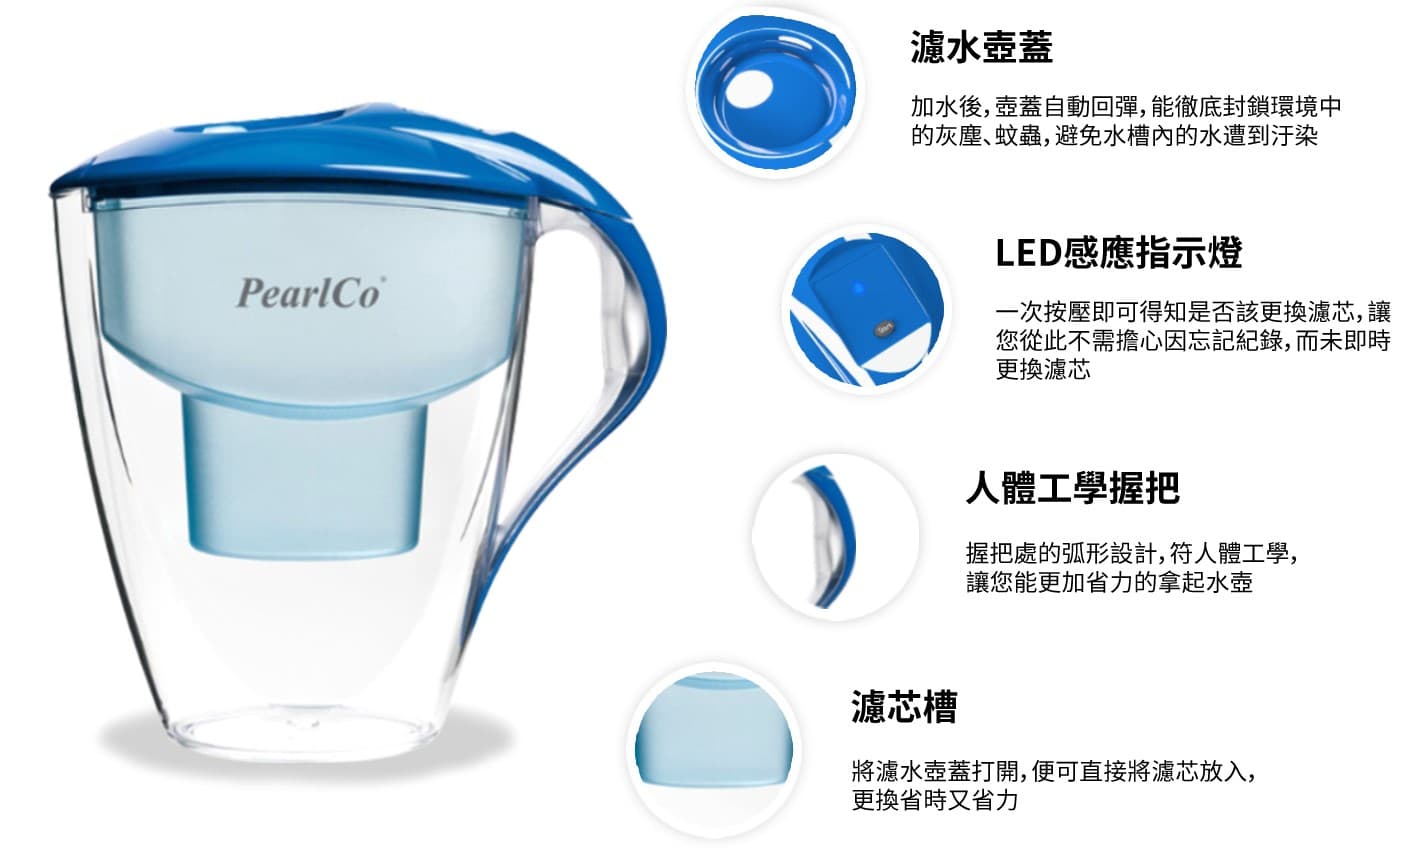 PearlCo
濾水壺蓋
加水後,壺蓋自動回彈,能徹底封鎖環境中
的灰塵、蚊蟲,避免水槽內的水遭到汙染
LED感應指示燈
一次按壓即可得知是否該更換濾芯,讓
您從此不需擔心因忘記紀錄,而未即時
更換濾芯
人體工學握把
握把處的弧形設計,符人體工學,
讓您能更加省力的拿起水壺
濾芯槽
將濾水壺蓋打開,便可直接將濾芯放入,
更換省時又省力